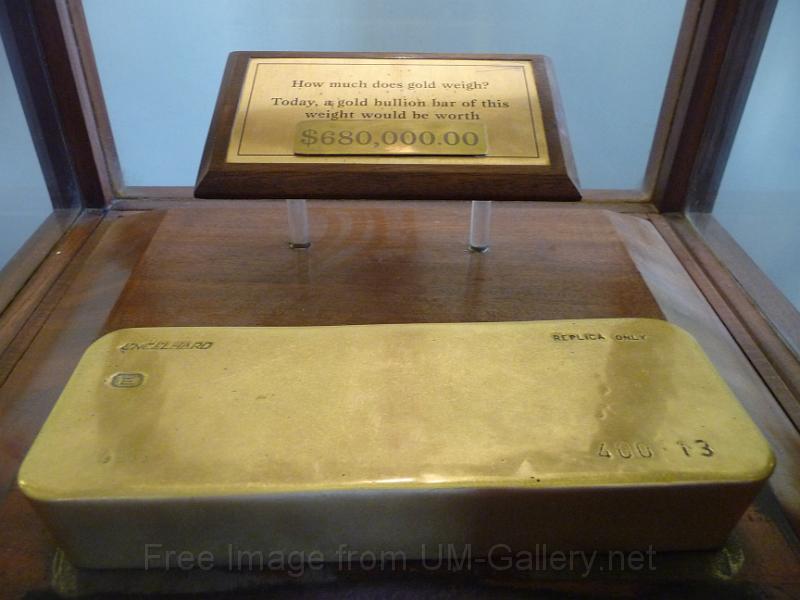 How much does gold weigh?
Today, a gold bullion bar of this
weight would be worth
$680,000.00
ENGELHARD
REPLICA ONLY
E
400 13
Free Image from UM-Gallery.net